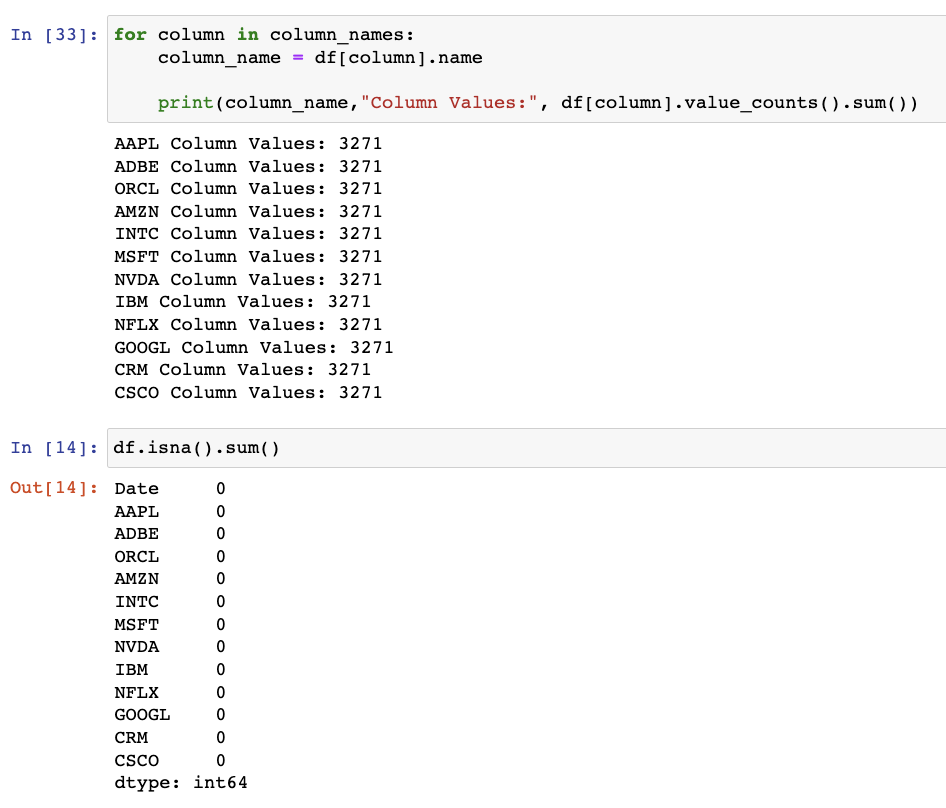 In [33]: for column in column_names:
column_name = df[column].name
print(column_name,"Column Values:", df[column].value_counts().sum())
AAPL Column Values: 3271
ADBE Column Values: 3271
ORCL Column Values: 3271
AMZN Column Values: 3271
INTC Column Values: 3271
MSFT Column Values: 3271
NVDA Column Values: 3271
IBM Column Values: 3271
NFLX Column Values: 3271
GOOGL Column Values: 3271
CRM Column Values: 3271
CSCO Column Values: 3271
In [14]: df.isna().sum()
Out[14]: Date 0
AAPL 0
ADBE 0
ORCL 0
AMZN 0
INTC 0
MSFT 0
NVDA 0
IBM 0
NFLX 0
GOOGL 0
CRM 0
CSCO 0
dtype: int64